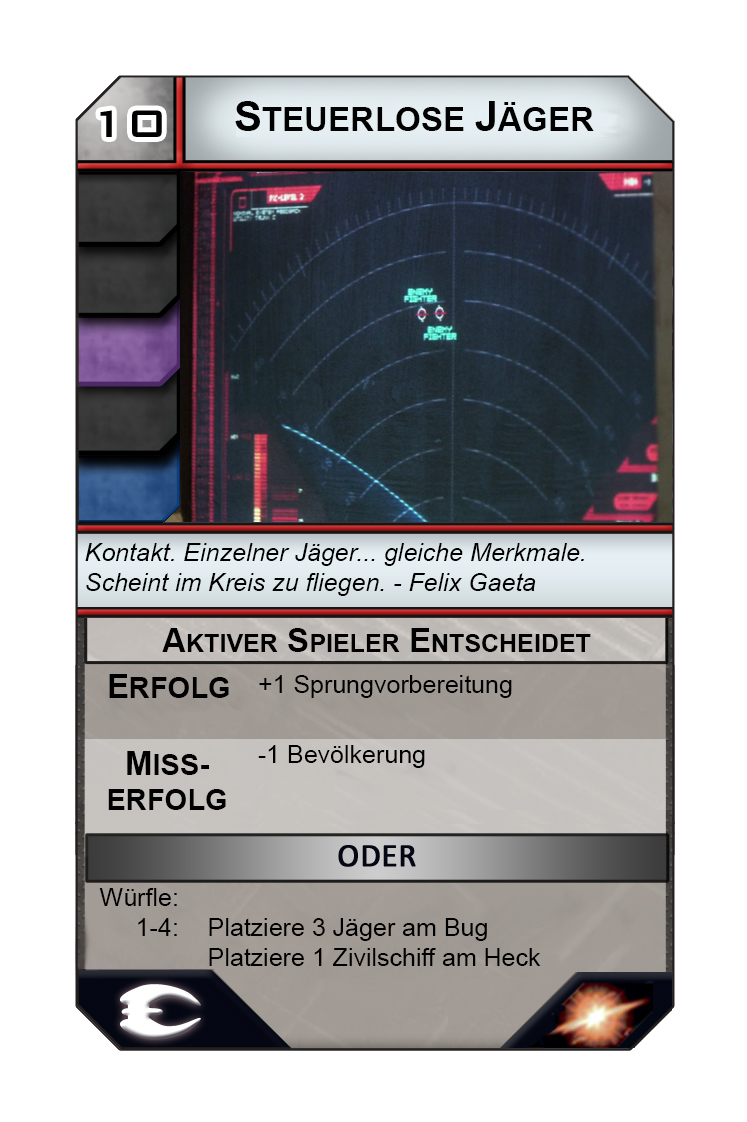 10
STEUERLOSE JÄGER
ENEMY
FIGHTER
ENEMY
FIGHTER
Kontakt. Einzelner Jäger... gleiche Merkmale.
Scheint im Kreis zu fliegen. - Felix Gaeta
AKTIVER SPIELER ENTSCHEIDET
ERFOLG +1 Sprungvorbereitung
MISS-
ERFOLG
-1 Bevölkerung
ODER
Würfle:
1-4: Platziere 3 Jäger am Bug
Platziere 1 Zivilschiff am Heck